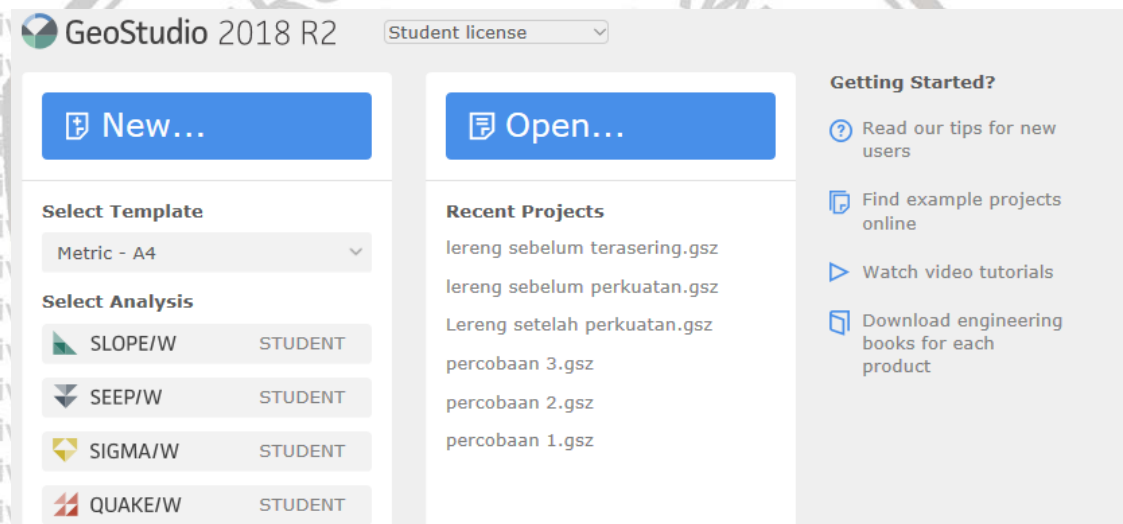 GeoStudio 2018 R2
Student license
New...
Select Template
Metric - A4
Select Analysis
SLOPE/W STUDENT
SEEP/W STUDENT
SIGMA/W STUDENT
QUAKE/W STUDENT
Open...
Recent Projects
lereng sebelum terasering.gsz
lereng sebelum perkuatan.gsz
Lereng setelah perkuatan.gsz
percobaan 3.gsz
percobaan 2.gsz
percobaan 1.gsz
Getting Started?
Read our tips for new
users
Find example projects
online
Watch video tutorials
Download engineering
books for each
product